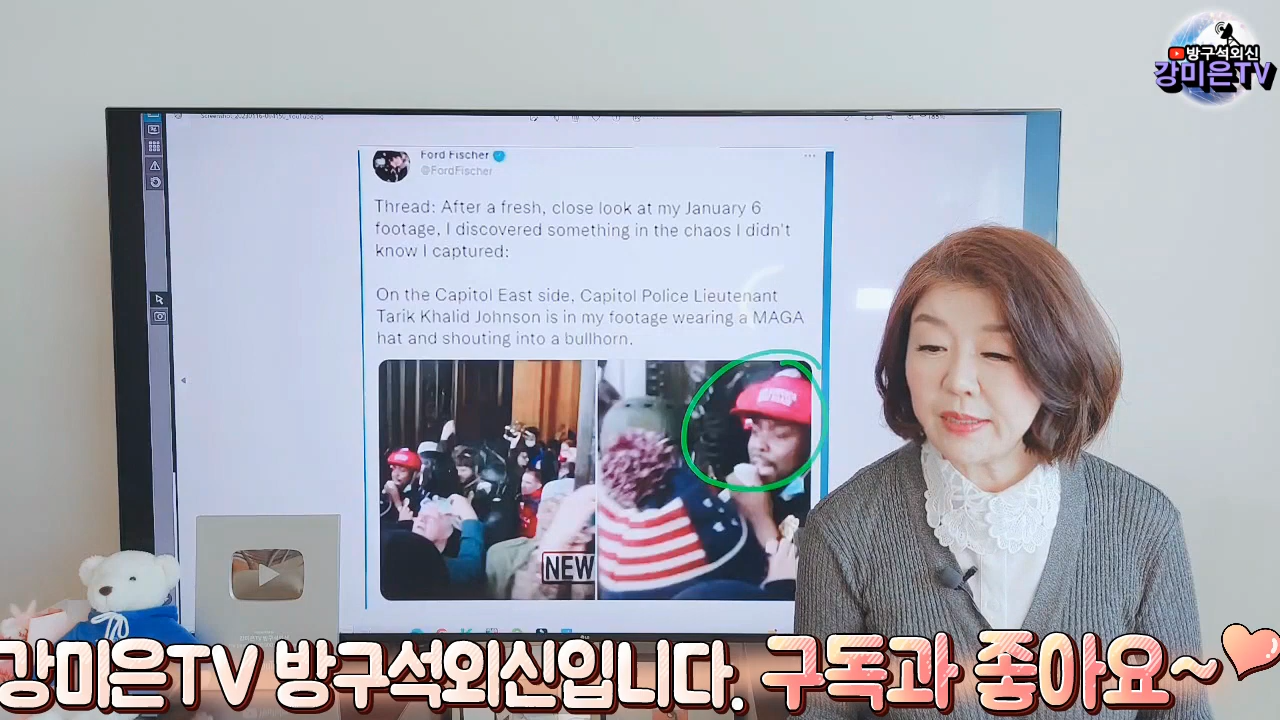 방구석외신
강미은TV
Ford Fischer
@FordFischer
Thread: After a fresh, close look at my January 6
footage, I discovered something in the chaos I didn't
know I captured:
On the Capitol East side, Capitol Police Lieutenant
Tarik Khalid Johnson is in my footage wearing a MAGA
hat and shouting into a bullhorn.
NEW
강미은TV 방구석외신입니다. 구독과 좋아요~